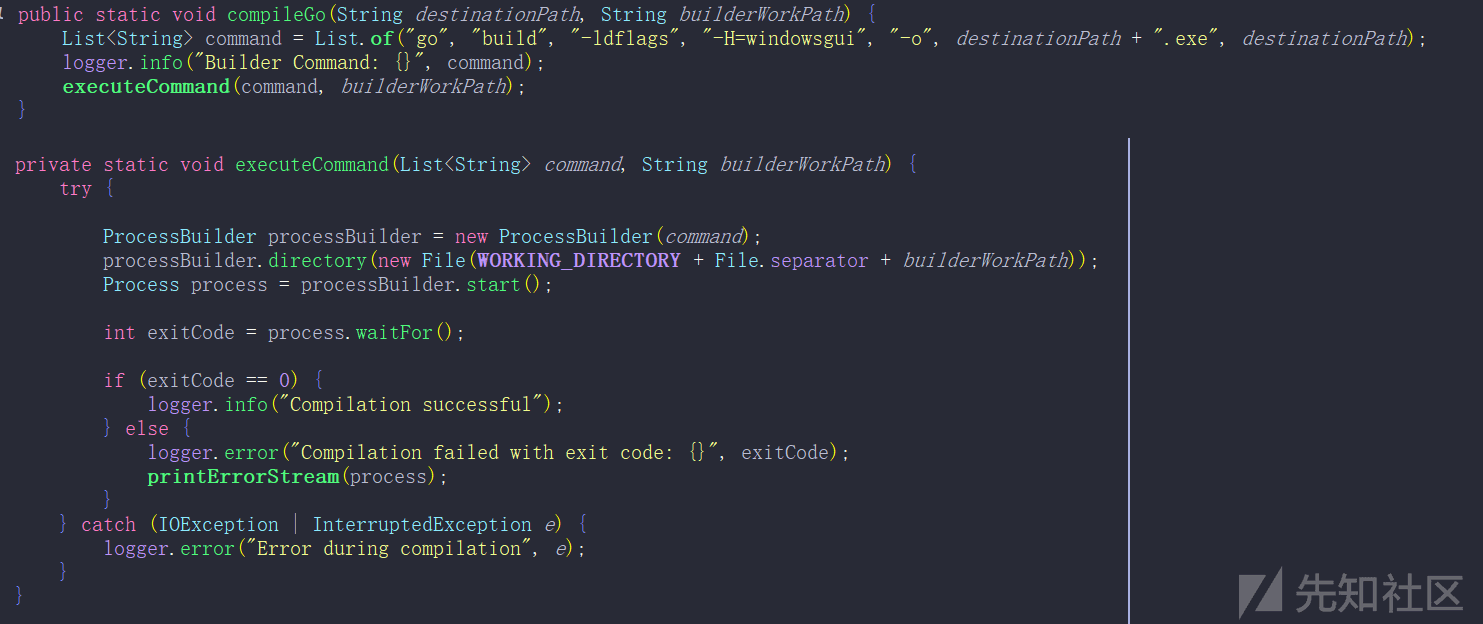 public static void compileGo(String destinationPath, String builderWorkPath) {
    List<String> command = List.of("go", "build", "-ldflags", "-H=windowsgui", "-o", destinationPath + ".exe", destinationPath);
    logger.info("Builder Command: {}", command);
    executeCommand(command, builderWorkPath);
}
private static void executeCommand(List<String> command, String builderWorkPath) {
    try {
        ProcessBuilder processBuilder = new ProcessBuilder(command);
        processBuilder.directory(new File(WORKING_DIRECTORY + File.separator + builderWorkPath));
        Process process = processBuilder.start();
        int exitCode = process.waitFor();
        if (exitCode == 0) {
            logger.info("Compilation successful");
        } else {
            logger.error("Compilation failed with exit code: {}", exitCode);
            printErrorStream(process);
        }
    } catch (IOException | InterruptedException e) {
        logger.error("Error during compilation", e);
    }
}
先知社区